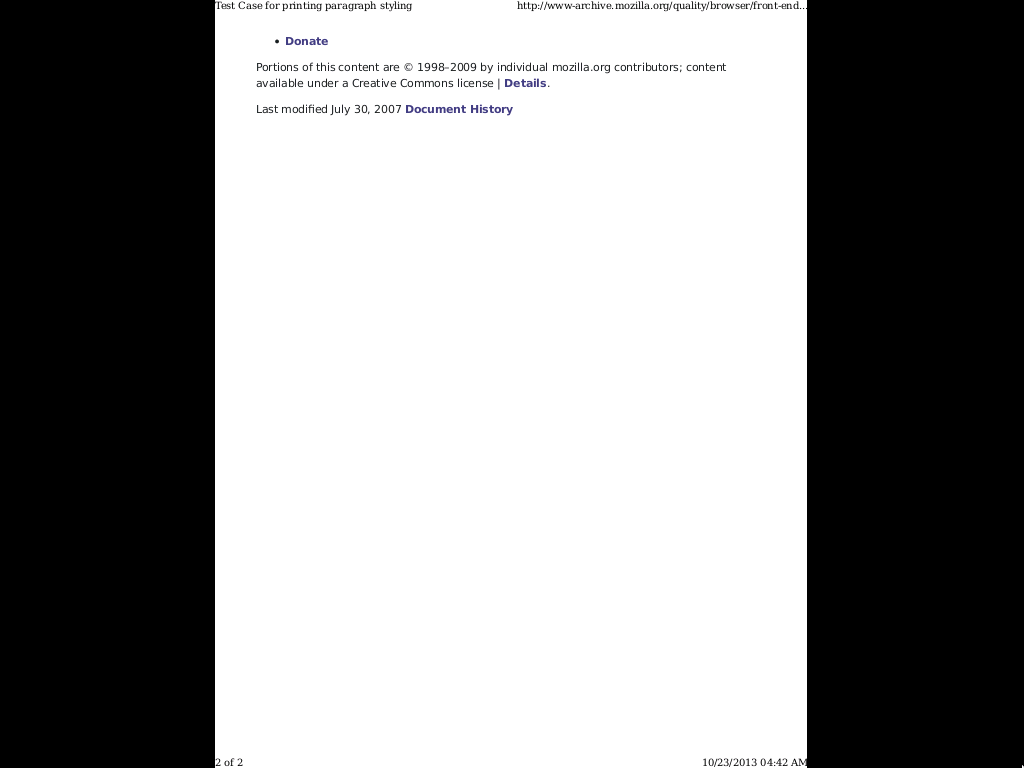 Test Case for printing paragraph styling http://www-archive.mozilla.org/quality/browser/front-end...
• Donate
Portions of this content are © 1998–2009 by individual mozilla.org contributors; content
available under a Creative Commons license | Details.
Last modified July 30, 2007 Document History
2 of 2 10/23/2013 04:42 AM